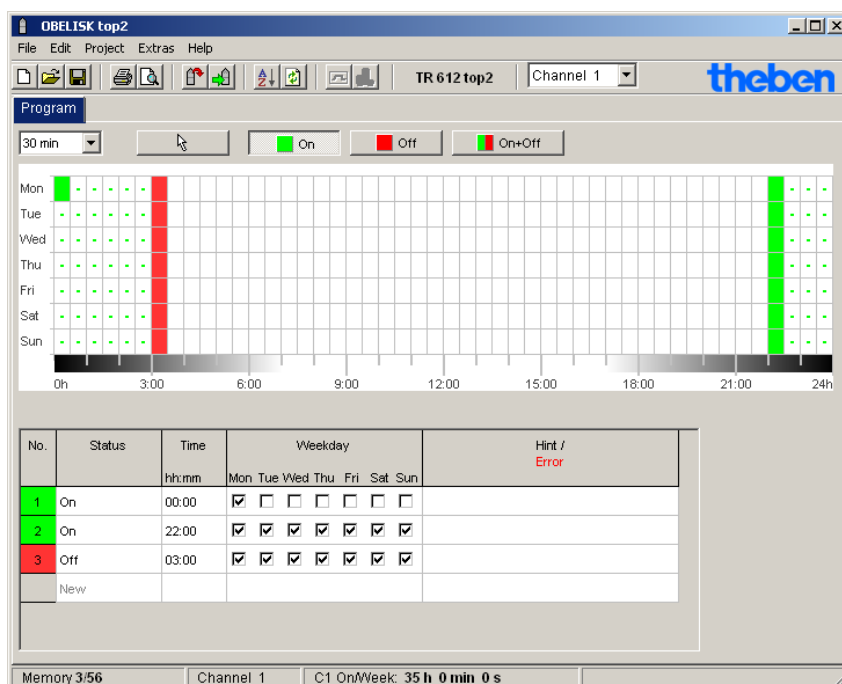 OBELISK top2
File Edit Project Extras Help
TR 612 top2 Channel 1 theben
Program
30 min On Off On+Off
Mon
Tue
Wed
Thu
Fri
Sat
Sun
0h 3:00 6:00 9:00 12:00 15:00 18:00 21:00 24h
No. Status Time Weekday Hint /
Error
hh:mm Mon Tue Wed Thu Fri Sat Sun
1 On 00:00
2 On 22:00
3 Off 03:00
New
Memory 3/56 Channel 1 C1 On/Week: 35 h 0 min 0 s